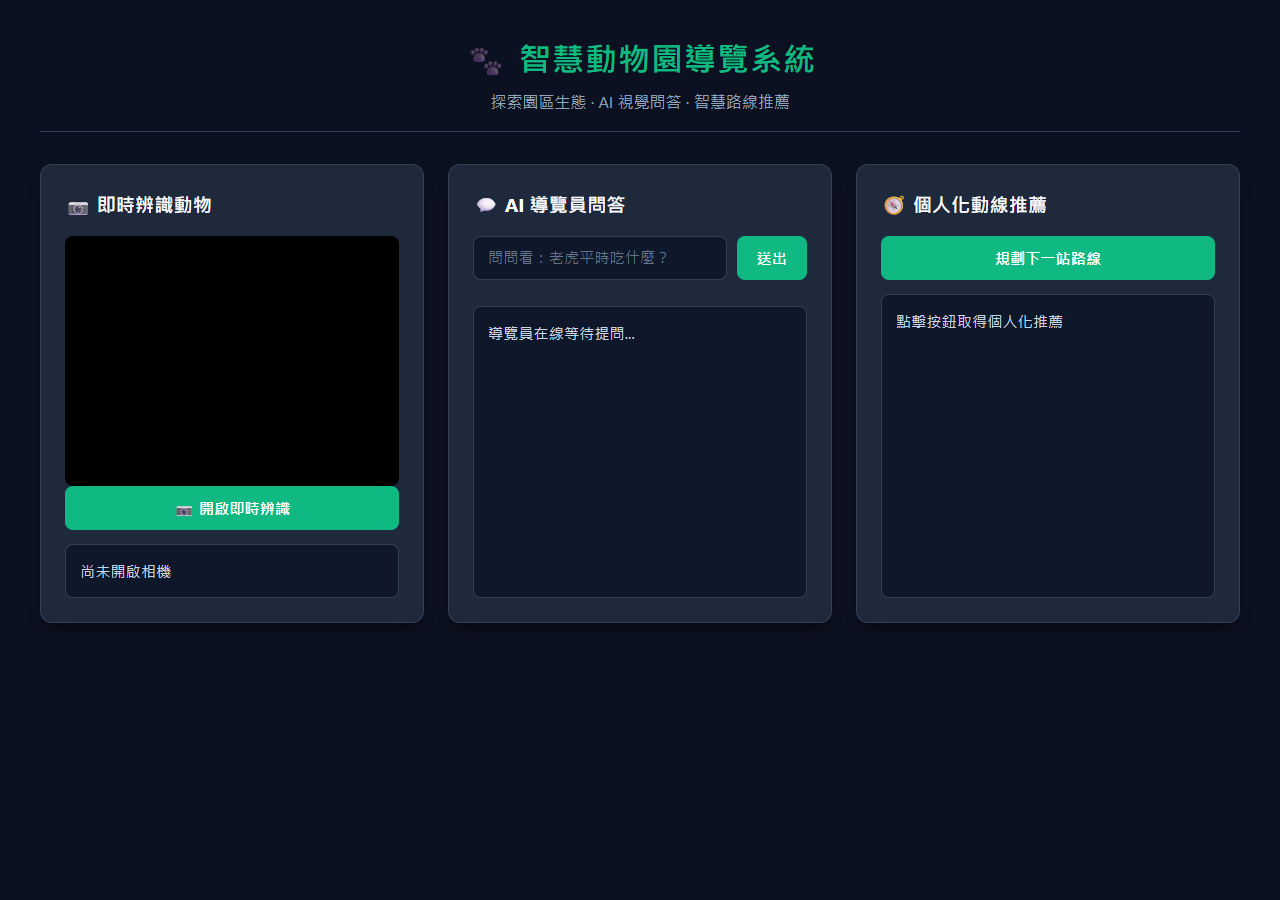 🐾 智慧動物園導覽系統
探索園區生態 · AI 視覺問答 · 智慧路線推薦
📷 即時辨識動物
📷 開啟即時辨識
尚未開啟相機
💬 AI 導覽員問答
問問看：老虎平時吃什麼？
送出
導覽員在線等待提問...
🧭 個人化動線推薦
規劃下一站路線
點擊按鈕取得個人化推薦